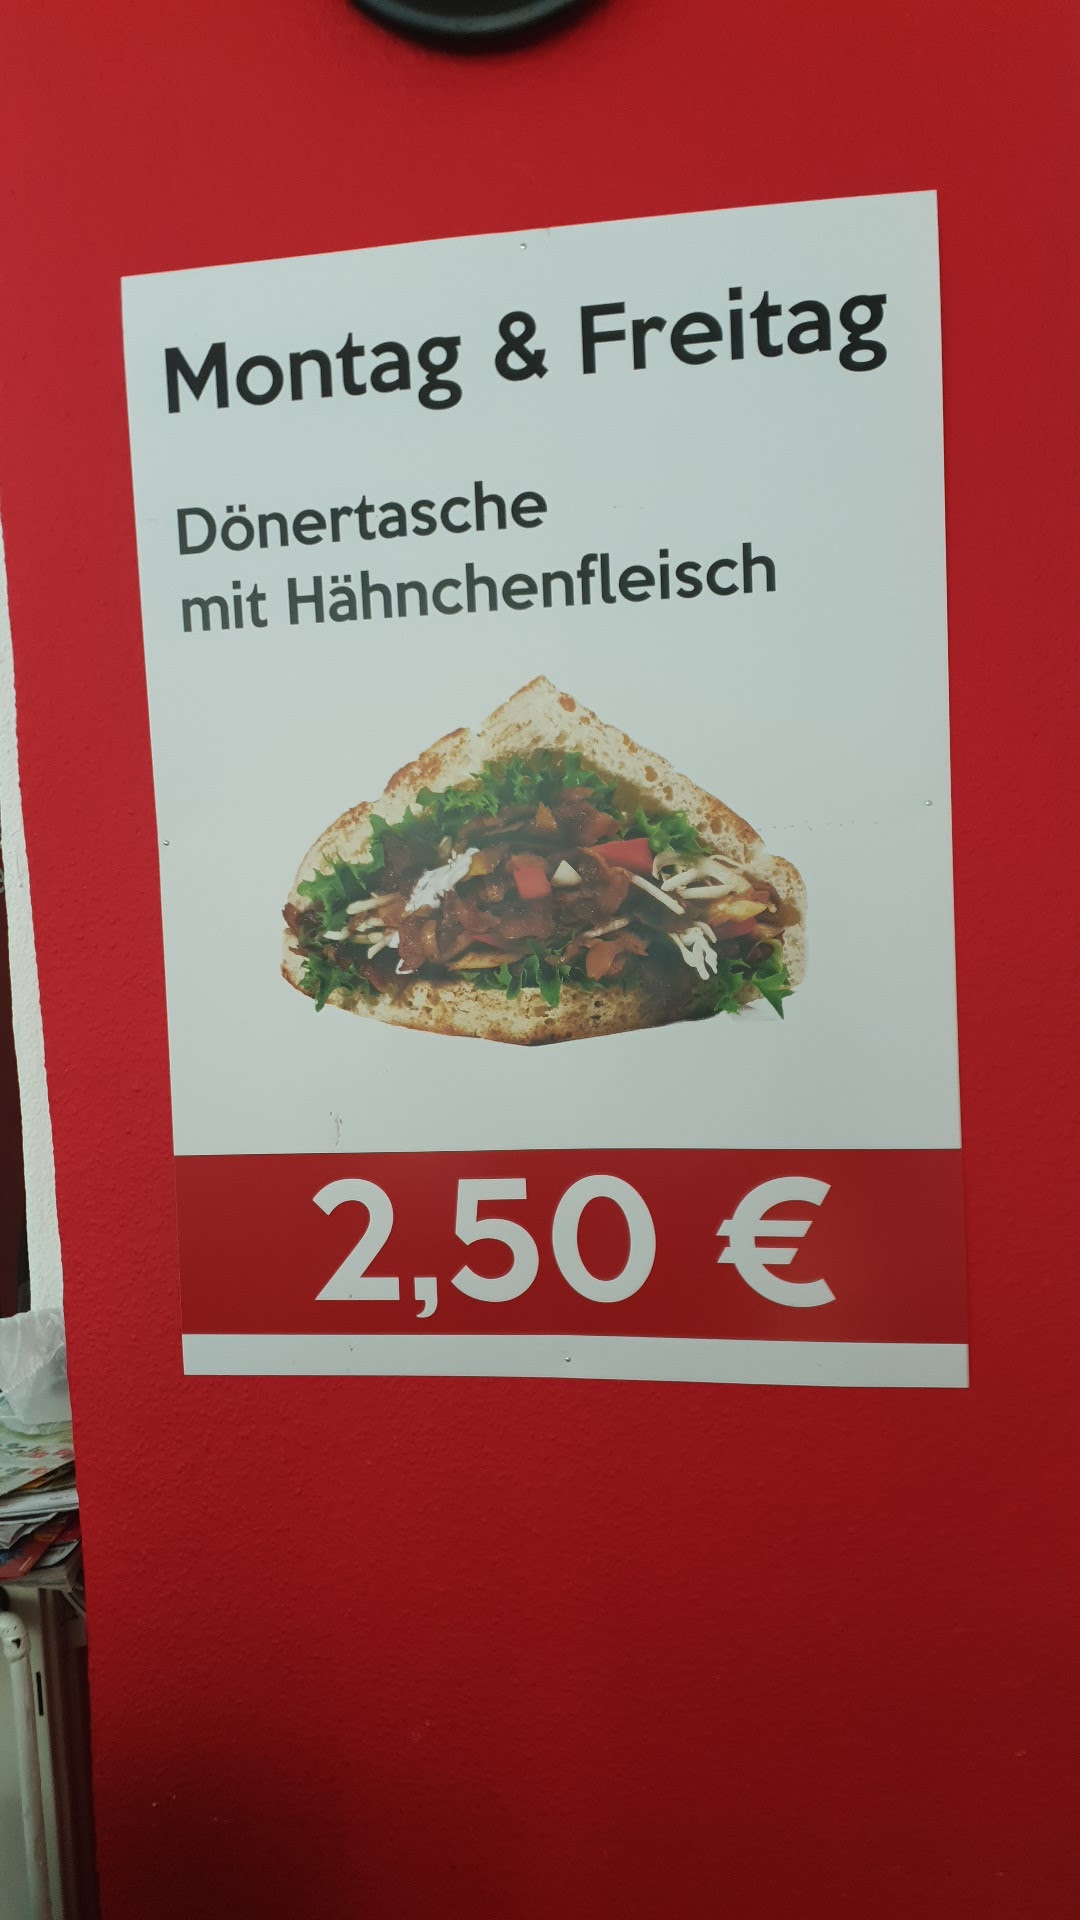 Montag & Freitag
Dönertasche
mit Hähnchenfleisch
2,50 €